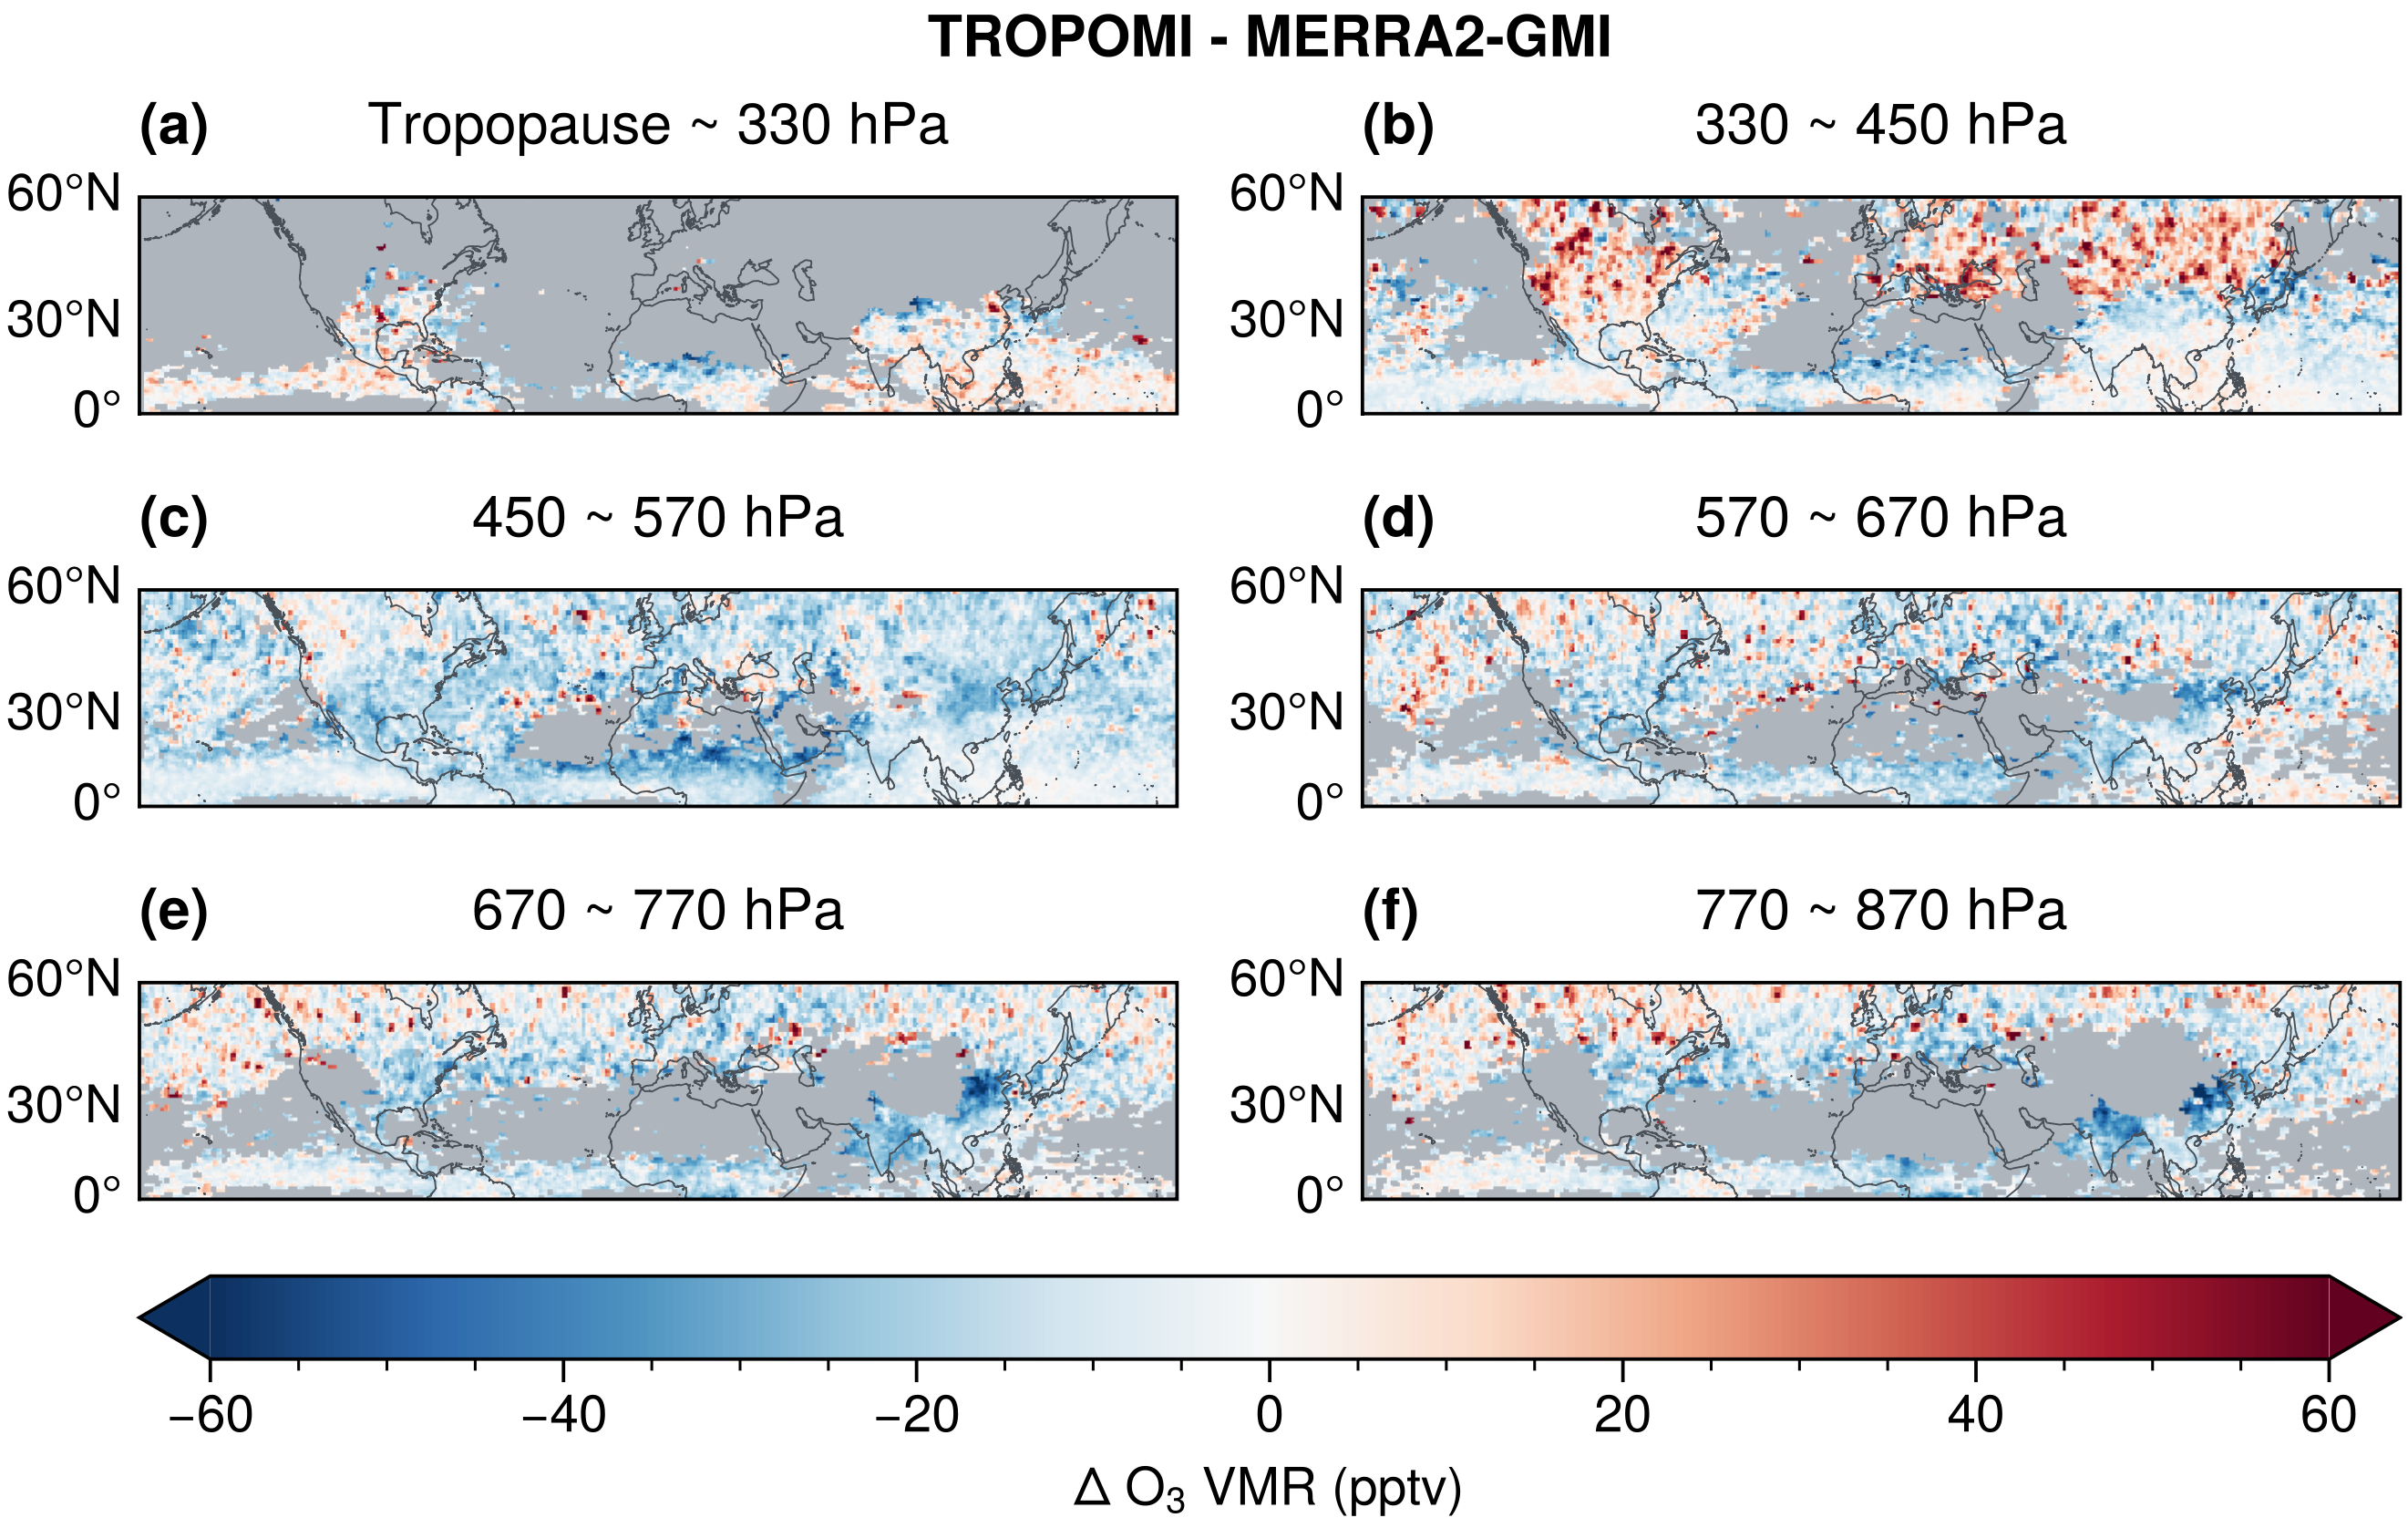 TROPOMI - MERRA2-GMI
(a) Tropopause ~ 330 hPa
60°N
30°N
0°
(b) 330 ~ 450 hPa
60°N
30°N
0°
(c) 450 ~ 570 hPa
60°N
30°N
0°
(d) 570 ~ 670 hPa
60°N
30°N
0°
(e) 670 ~ 770 hPa
60°N
30°N
0°
(f) 770 ~ 870 hPa
60°N
30°N
0°
−60 −40 −20 0 20 40 60
Δ O₃ VMR (pptv)